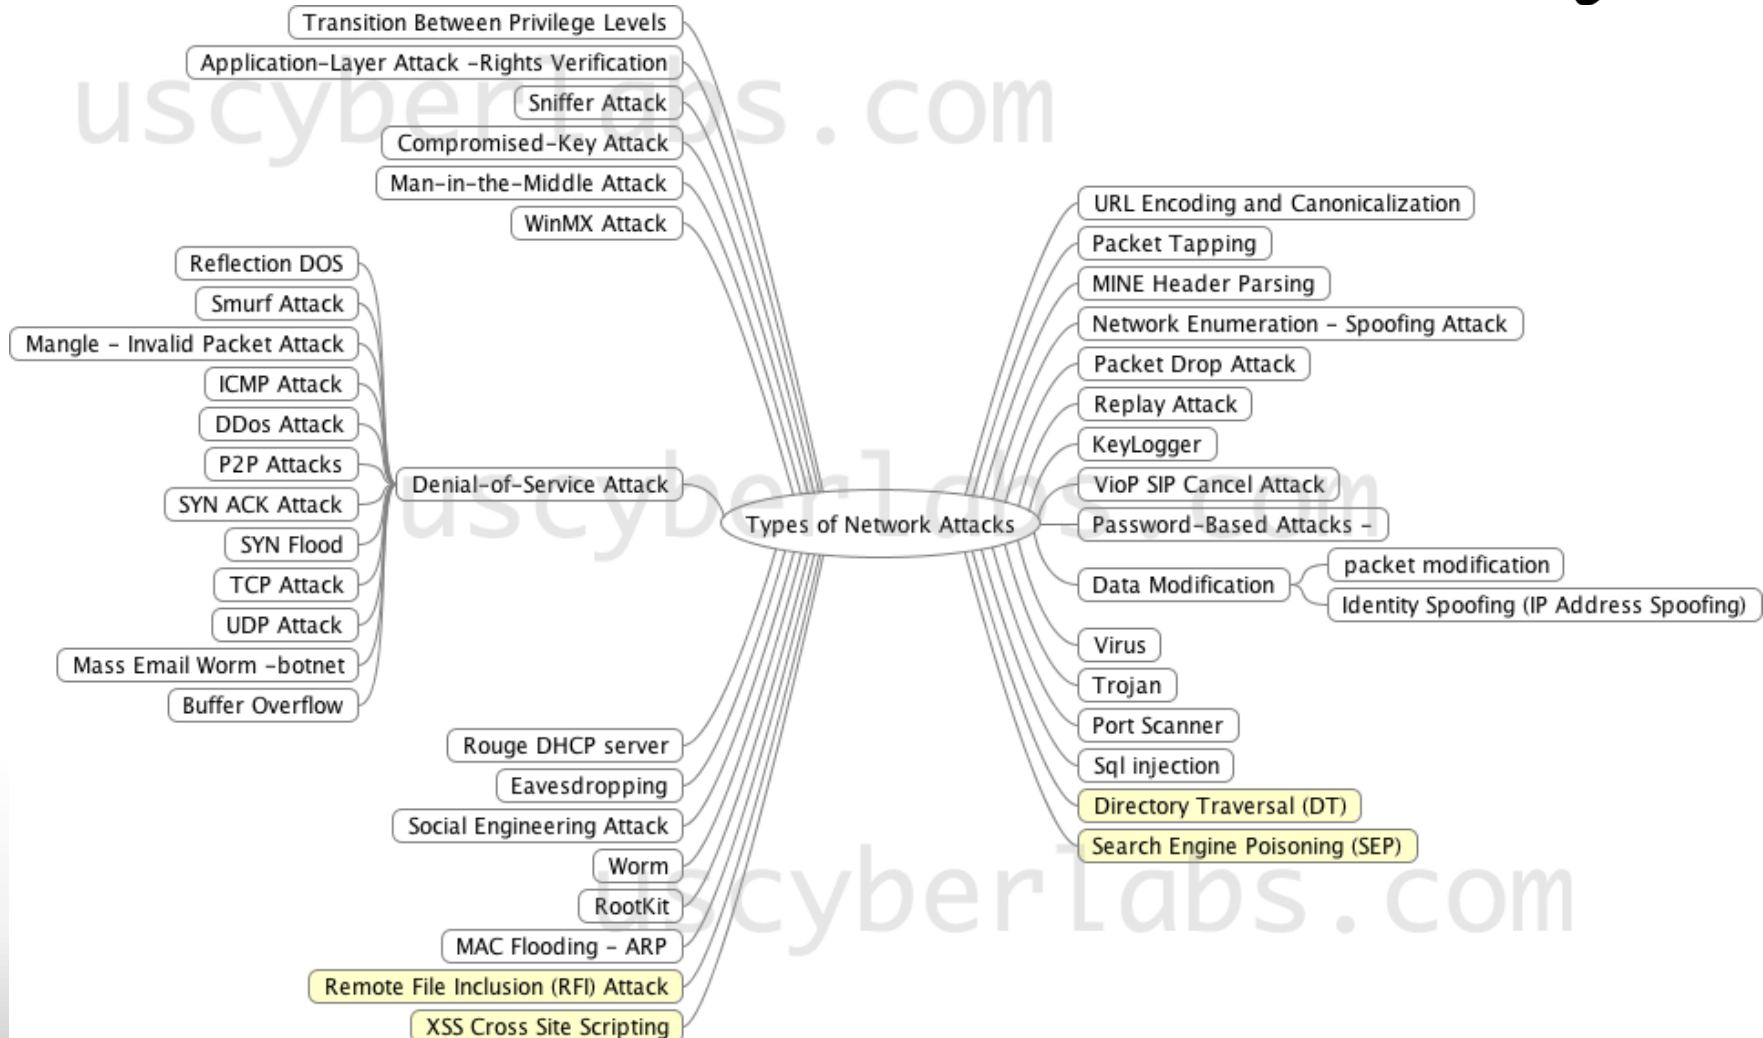 Transition Between Privilege Levels
Application-Layer Attack -Rights Verification
Sniffer Attack
Compromised-Key Attack
Man-in-the-Middle Attack
WinMX Attack
Reflection DOS
Smurf Attack
Mangle - Invalid Packet Attack
ICMP Attack
DDos Attack
P2P Attacks
SYN ACK Attack
SYN Flood
TCP Attack
UDP Attack
Mass Email Worm -botnet
Buffer Overflow
Denial-of-Service Attack
Rouge DHCP server
Eavesdropping
Social Engineering Attack
Worm
RootKit
MAC Flooding - ARP
Remote File Inclusion (RFI) Attack
XSS Cross Site Scripting
Types of Network Attacks
URL Encoding and Canonicalization
Packet Tapping
MINE Header Parsing
Network Enumeration - Spoofing Attack
Packet Drop Attack
Replay Attack
KeyLogger
VioP SIP Cancel Attack
Password-Based Attacks -
Data Modification
packet modification
Identity Spoofing (IP Address Spoofing)
Virus
Trojan
Port Scanner
Sql injection
Directory Traversal (DT)
Search Engine Poisoning (SEP)
uscyberlabs.com
uscyberlabs.com
uscyberlabs.com